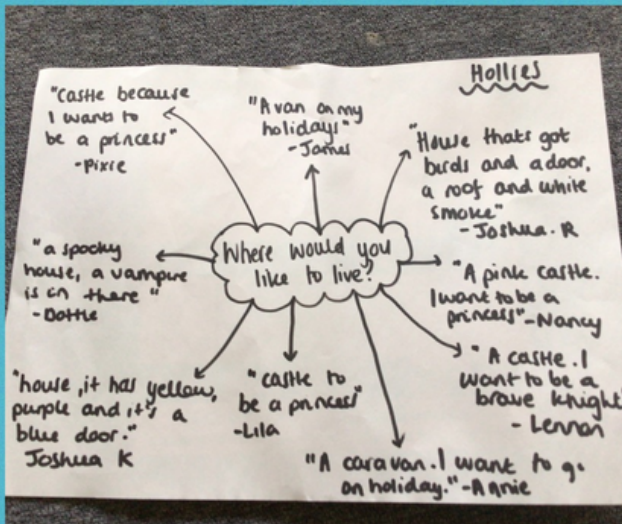 Hollies
"Castle because
I want to
be a princess"
-Pixie
"A van on my
holidays"
-James
"House thats got
birds and a door,
a roof and white
smoke"
-Joshua.R
Where would you
like to live?
"a spooky
house, a vampire
is in there"
-Dottie
"A pink castle.
I want to be a
princess"-Nancy
"A castle. I
want to be a
brave knight"
-Lennon
"house, it has yellow,
purple and it's a
blue door."
Joshua K
"castle to
be a princess"
-Lila
"A caravan. I want to go
on holiday."-Annie